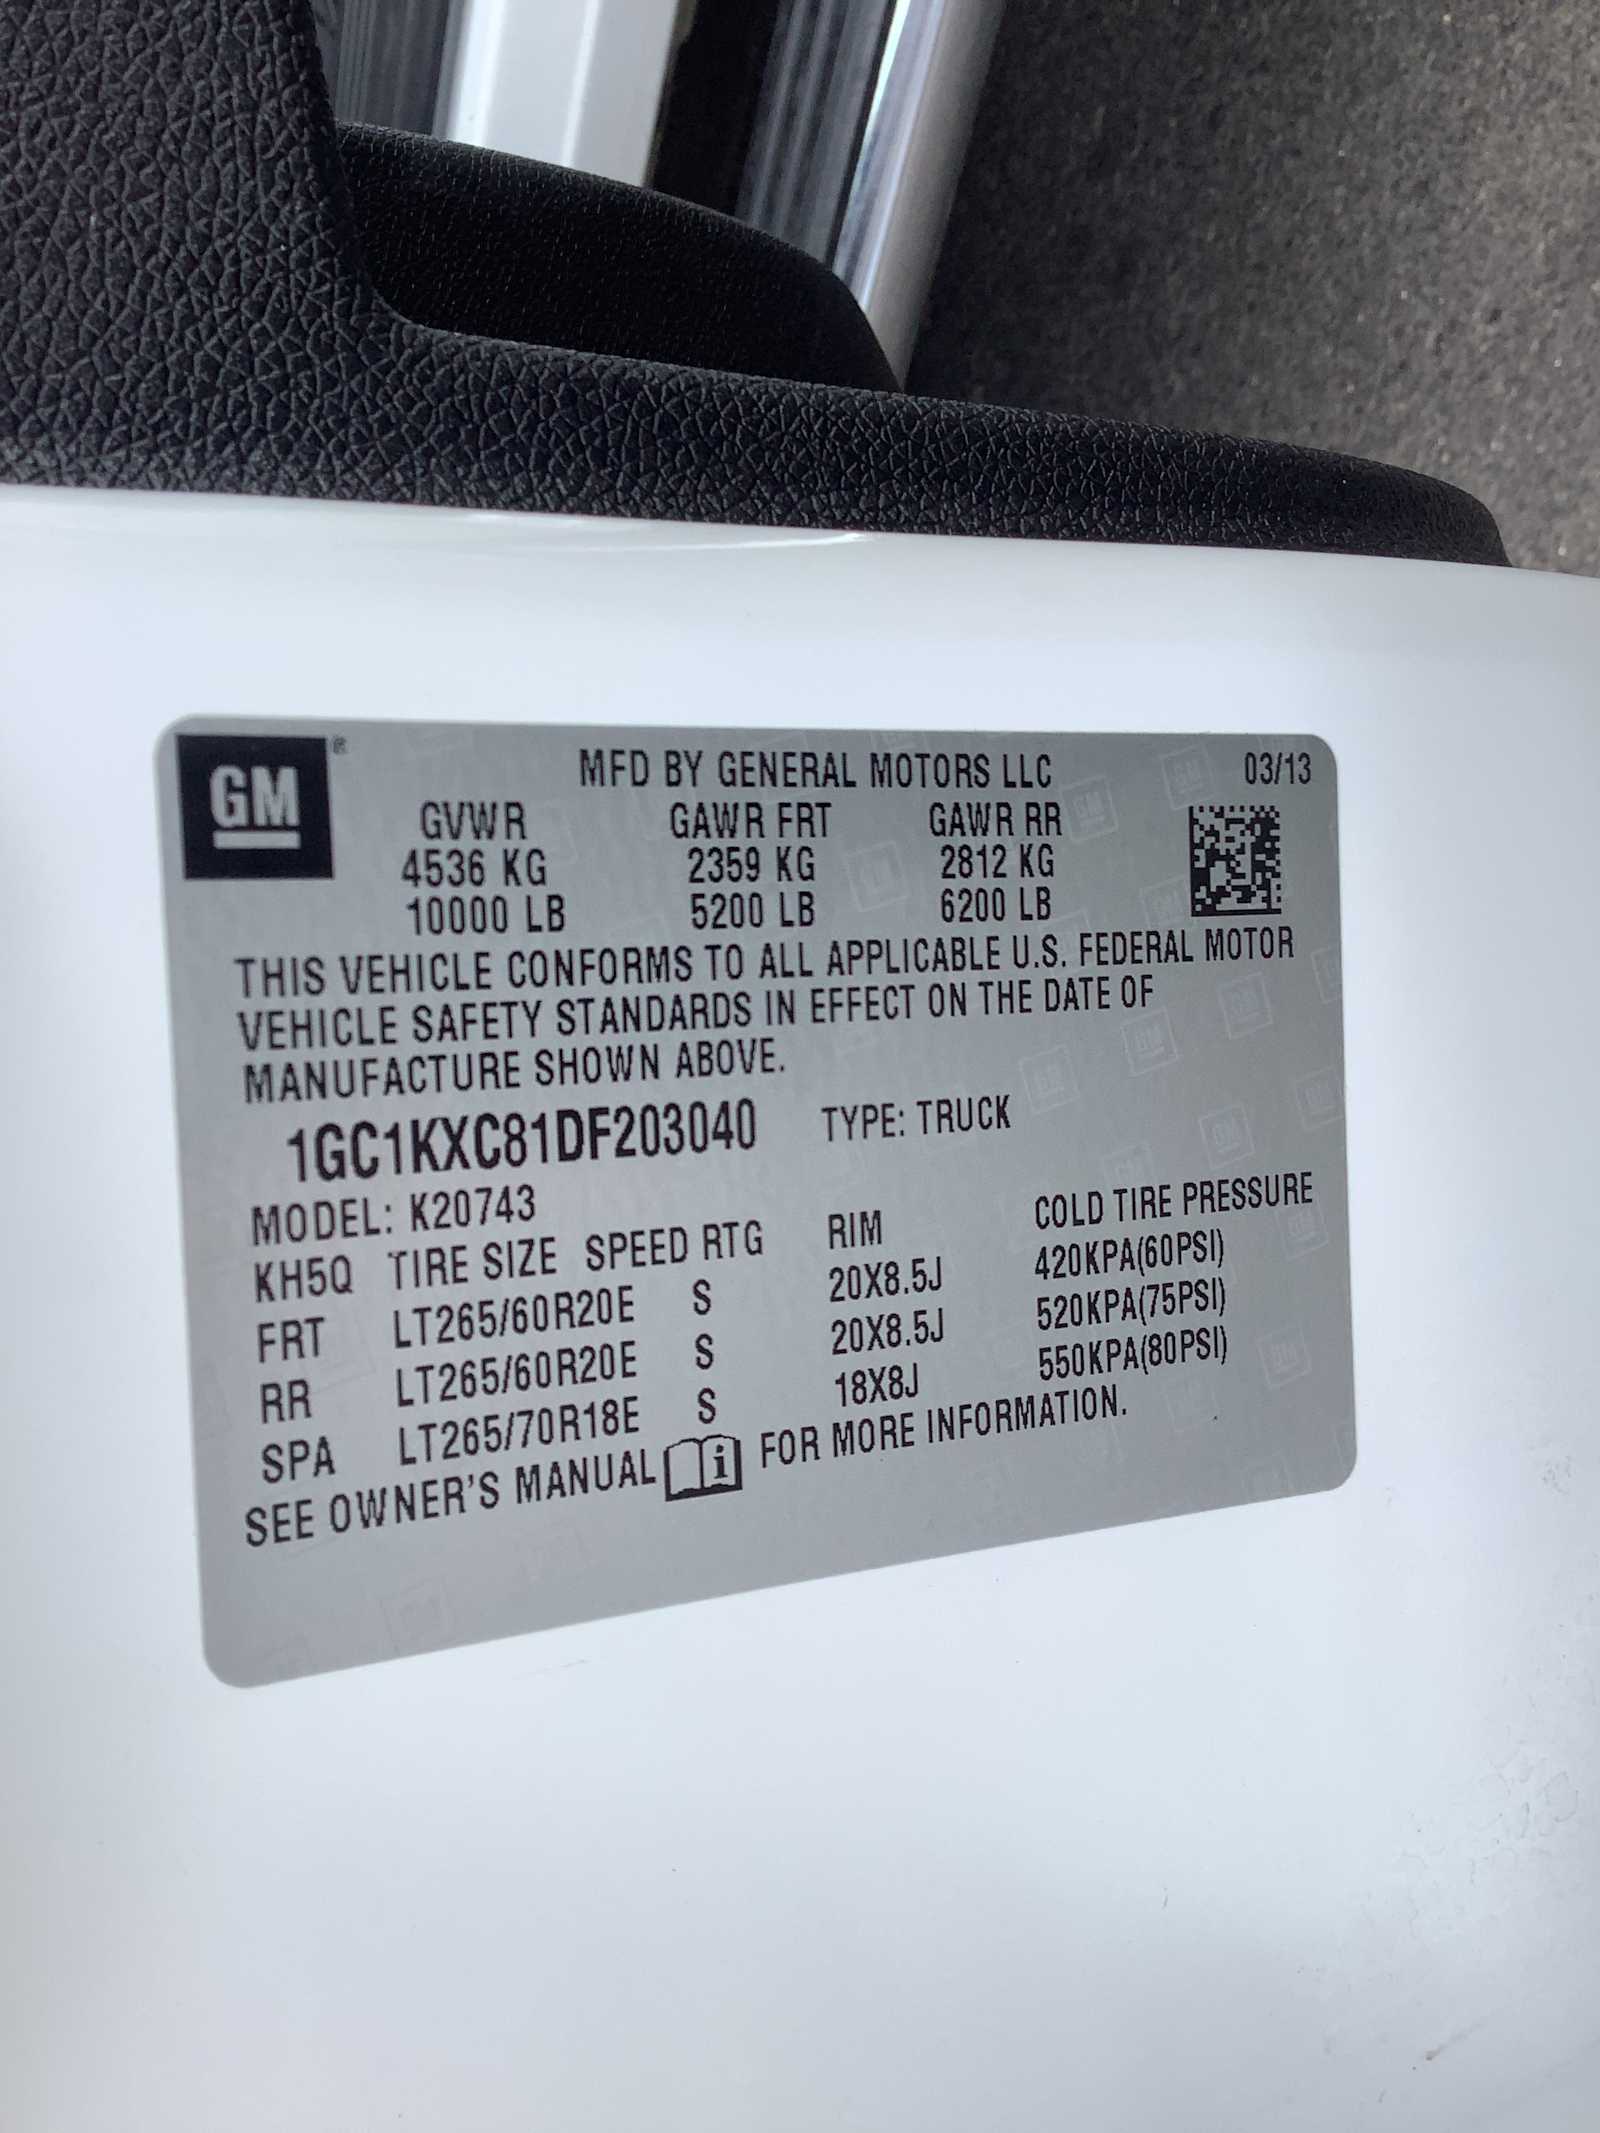 GM ®
MFD BY GENERAL MOTORS LLC 03/13
GVWR GAWR FRT GAWR RR
4536 KG 2359 KG 2812 KG
10000 LB 5200 LB 6200 LB
THIS VEHICLE CONFORMS TO ALL APPLICABLE U.S. FEDERAL MOTOR
VEHICLE SAFETY STANDARDS IN EFFECT ON THE DATE OF
MANUFACTURE SHOWN ABOVE.
1GC1KXC81DF203040 TYPE: TRUCK
MODEL: K20743
KH5Q TIRE SIZE SPEED RTG RIM COLD TIRE PRESSURE
FRT LT265/60R20E S 20X8.5J 420KPA(60PSI)
RR LT265/60R20E S 20X8.5J 520KPA(75PSI)
SPA LT265/70R18E S 18X8J 550KPA(80PSI)
SEE OWNER'S MANUAL i FOR MORE INFORMATION.